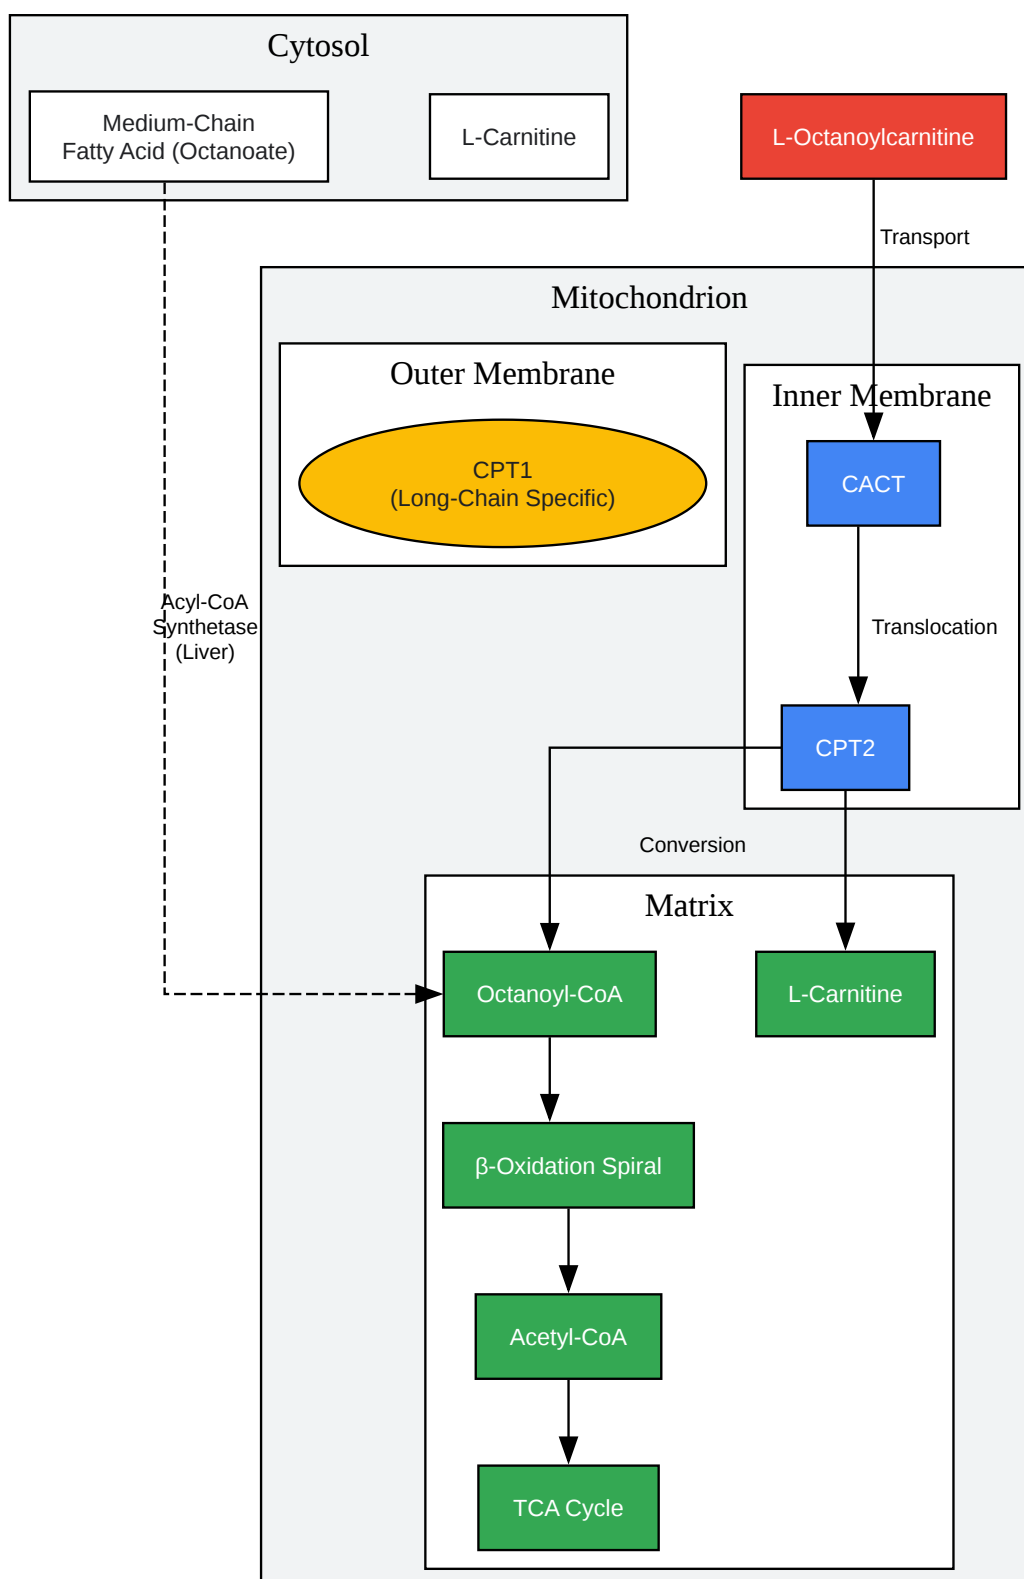 Cytosol
Medium-Chain
Fatty Acid (Octanoate)
L-Carnitine
L-Octanoylcarnitine
Transport
Mitochondrion
Outer Membrane
CPT1
(Long-Chain Specific)
Inner Membrane
CACT
Acyl-CoA
Synthetase
(Liver)
Translocation
CPT2
Conversion
Matrix
Octanoyl-CoA
L-Carnitine
β-Oxidation Spiral
Acetyl-CoA
TCA Cycle